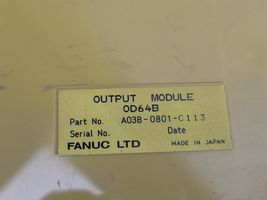 OUTPUT MODULE
OD64B
Part No. A03B-0801-C113
Serial No. Date
FANUC LTD MADE IN JAPAN